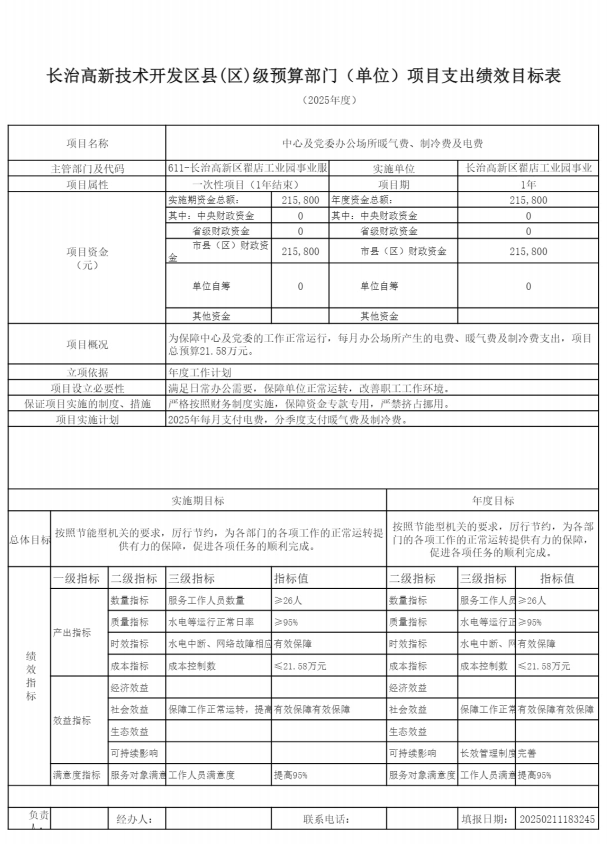 长治高新技术开发区县(区)级预算部门（单位）项目支出绩效目标表
（2025年度）
项目名称 中心及党委办公场所暖气费、制冷费及电费
主管部门及代码 611-长治高新区翟店工业园事业服 实施单位 长治高新区翟店工业园事业
项目属性 一次性项目（1年结束） 项目期 1年
项目资金（元） 实施期资金总额： 215,800 年度资金总额： 215,800
其中：中央财政资金 0 其中：中央财政资金 0
省级财政资金 0 省级财政资金 0
市县（区）财政资金 215,800 市县（区）财政资金 215,800
单位自筹 0 单位自筹 0
其他资金 其他资金
项目概况 为保障中心及党委的工作正常运行，每月办公场所产生的电费、暖气费及制冷费支出，项目
总预算21.58万元。
立项依据 年度工作计划
项目设立必要性 满足日常办公需要，保障单位正常运转，改善职工工作环境。
保证项目实施的制度、措施 严格按照财务制度实施，保障资金专款专用，严禁挤占挪用。
项目实施计划 2025年每月支付电费，分季度支付暖气费及制冷费。
实施期目标 年度目标
总体目标 按照节能型机关的要求，厉行节约，为各部门的各项工作的正常运转提
供有力的保障，促进各项任务的顺利完成。
按照节能型机关的要求，厉行节约，为各部
门的各项工作的正常运转提供有力的保障，
促进各项任务的顺利完成。
绩效指标
一级指标 二级指标 三级指标 指标值 二级指标 三级指标 指标值
产出指标 数量指标 服务工作人员数量 ≥26人 数量指标 服务工作人员 ≥26人
质量指标 水电等运行正常日率 ≥95% 质量指标 水电等运行正 ≥95%
时效指标 水电中断、网络故障相应 有效保障 时效指标 水电中断、网 有效保障
成本指标 成本控制数 ≤21.58万元 成本指标 成本控制数 ≤21.58万元
效益指标 经济效益 经济效益
社会效益 保障工作正常运转，提高 有效保障有效保障 社会效益 保障工作正常 有效保障有效保障
生态效益 生态效益
可持续影响 可持续影响 长效管理制度 完善
满意度指标 服务对象满意 工作人员满意度 提高95% 服务对象满意度 工作人员满意 提高95%
负责人： 经办人： 联系电话： 填报日期： 20250211183245